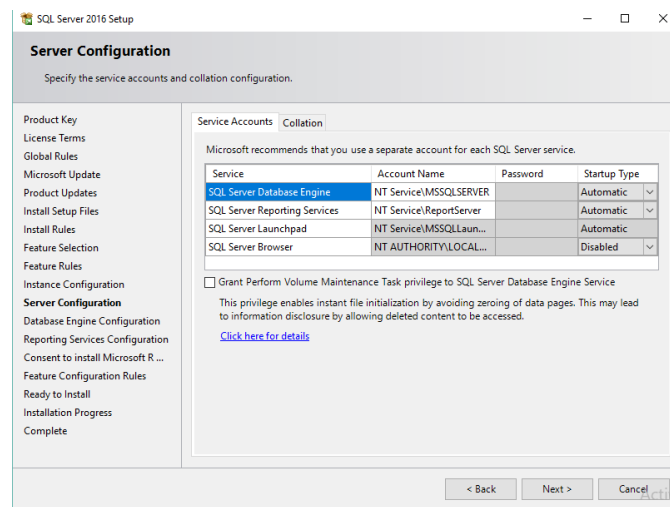 SQL Server 2016 Setup
Server Configuration
Specify the service accounts and collation configuration.
Product Key
License Terms
Global Rules
Microsoft Update
Product Updates
Install Setup Files
Install Rules
Feature Selection
Feature Rules
Instance Configuration
Server Configuration
Database Engine Configuration
Reporting Services Configuration
Consent to install Microsoft R ...
Feature Configuration Rules
Ready to Install
Installation Progress
Complete
Service Accounts Collation
Microsoft recommends that you use a separate account for each SQL Server service.
Service Account Name Password Startup Type
SQL Server Database Engine NT Service\MSSQLSERVER Automatic
SQL Server Reporting Services NT Service\ReportServer Automatic
SQL Server Launchpad NT Service\MSSQLLaun... Automatic
SQL Server Browser NT AUTHORITY\LOCAL... Disabled
Grant Perform Volume Maintenance Task privilege to SQL Server Database Engine Service
This privilege enables instant file initialization by avoiding zeroing of data pages. This may lead
to information disclosure by allowing deleted content to be accessed.
Click here for details
< Back Next > Cancel
Acti